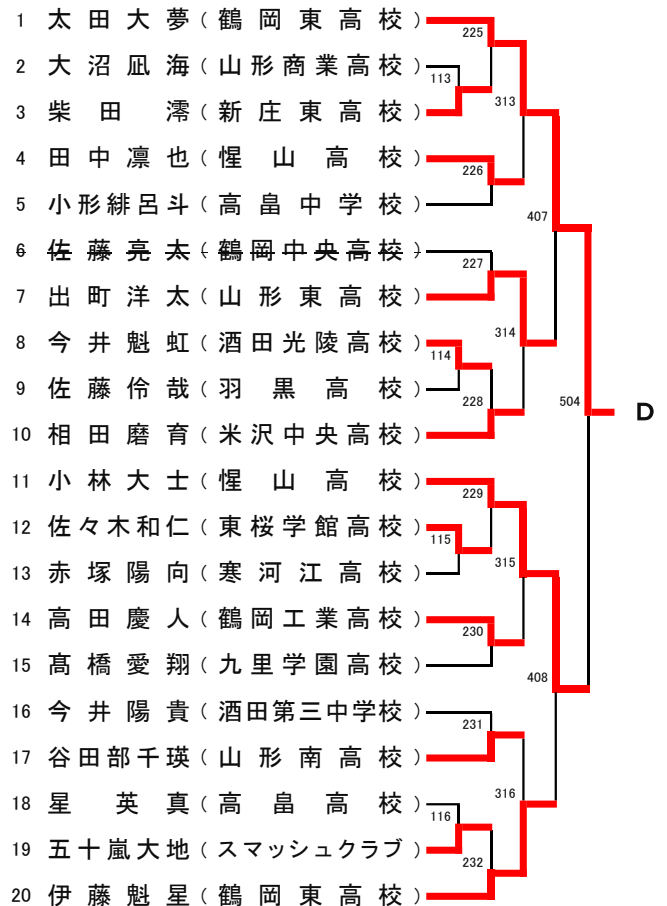 1 太田大夢(鶴岡東高校)
225
2 大沼凪海(山形商業高校)
113
313
3 柴田 澪(新庄東高校)
4 田中凛也(惺山高校)
226
5 小形緋呂斗(高畠中学校)
407
6 佐藤亮太(鶴岡中央高校)
227
7 出町洋太(山形東高校)
314
8 今井魁虹(酒田光陵高校)
114
9 佐藤伶哉(羽黒高校)
228
504
D
10 相田磨育(米沢中央高校)
11 小林大士(惺山高校)
229
12 佐々木和仁(東桜学館高校)
115
315
13 赤塚陽向(寒河江高校)
14 高田慶人(鶴岡工業高校)
230
15 髙橋愛翔(九里学園高校)
408
16 今井陽貴(酒田第三中学校)
231
17 谷田部千瑛(山形南高校)
316
18 星 英真(高畠高校)
116
19 五十嵐大地(スマッシュクラブ)
232
20 伊藤魁星(鶴岡東高校)